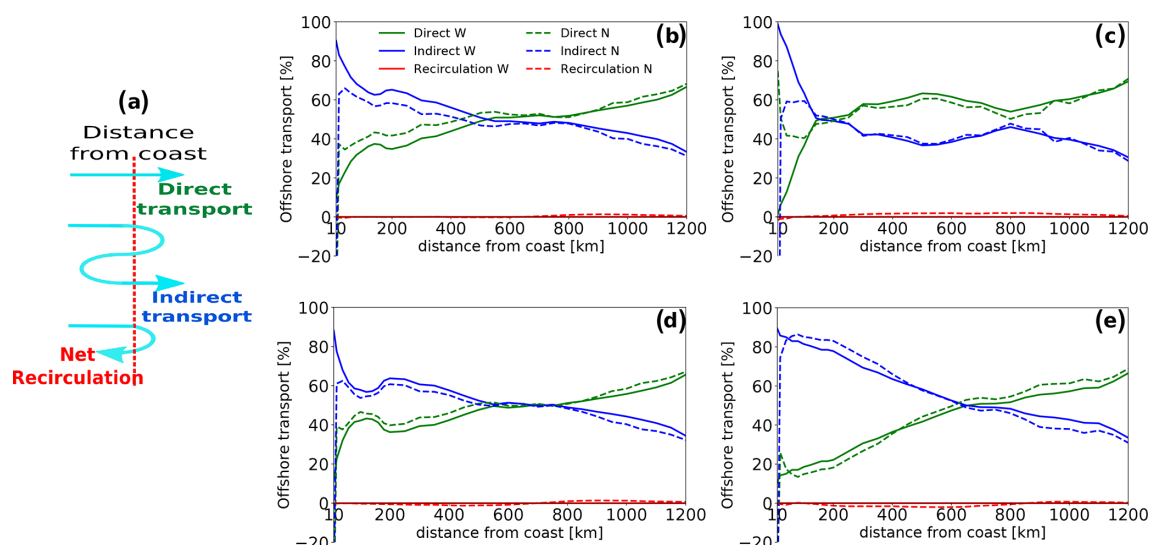 (a)
Distance
from coast
Direct
transport
Indirect
transport
Net
Recirculation
(b)
Direct W
Indirect W
Recirculation W
Direct N
Indirect N
Recirculation N
Offshore transport [%]
100
80
60
40
20
0
−20
10 200 400 600 800 1000 1200
distance from coast [km]
(c)
Offshore transport [%]
100
80
60
40
20
0
−20
10 200 400 600 800 1000 1200
distance from coast [km]
(d)
Offshore transport [%]
100
80
60
40
20
0
−20
10 200 400 600 800 1000 1200
distance from coast [km]
(e)
Offshore transport [%]
100
80
60
40
20
0
−20
10 200 400 600 800 1000 1200
distance from coast [km]